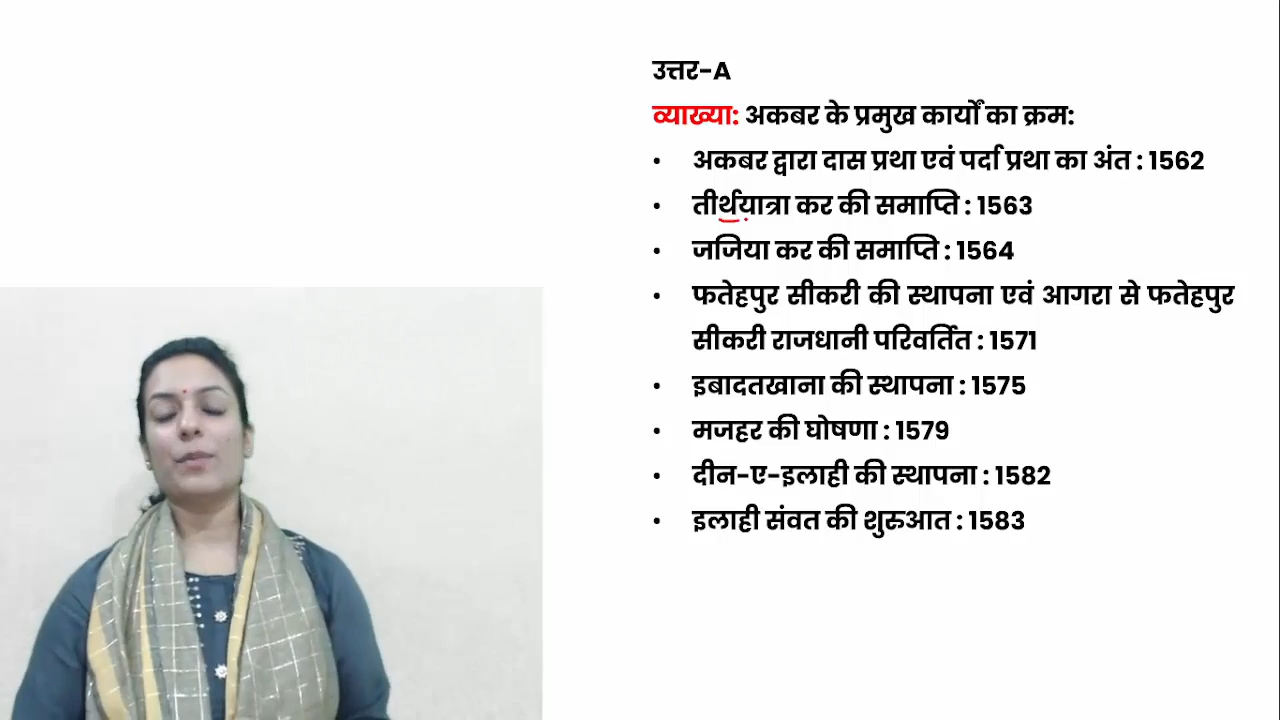 उत्तर-A
व्याख्या: अकबर के प्रमुख कार्यों का क्रम:
• अकबर द्वारा दास प्रथा एवं पर्दा प्रथा का अंत : 1562
• तीर्थयात्रा कर की समाप्ति : 1563
• जजिया कर की समाप्ति : 1564
• फतेहपुर सीकरी की स्थापना एवं आगरा से फतेहपुर
सीकरी राजधानी परिवर्तित : 1571
• इबादतखाना की स्थापना : 1575
• मजहर की घोषणा : 1579
• दीन-ए-इलाही की स्थापना : 1582
• इलाही संवत की शुरुआत : 1583